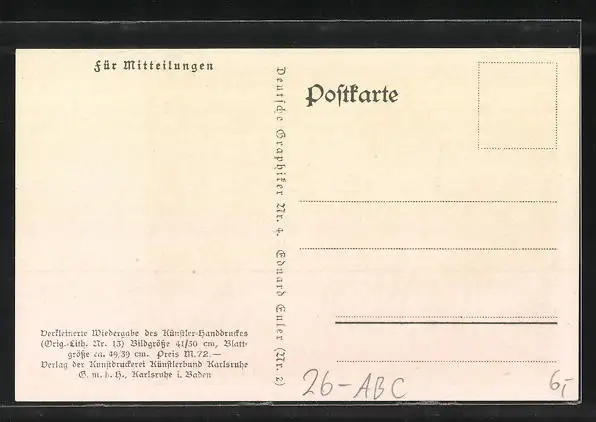 Für Mitteilungen
Verkleinerte Wiedergabe des Künstler-Handdruckes
(Orig.-Lith. Nr. 13) Bildgröße 41/30 cm, Blatt-
größe ca. 49/39 cm. Preis M.72.—
Verlag der Kunstdruckerei Künstlerbund Karlsruhe
G. m. b. H., Karlsruhe i. Baden
Deutsche Graphiker Nr. 4. Eduard Euler (Nr. 2)
Postkarte
26-ABC
6,-